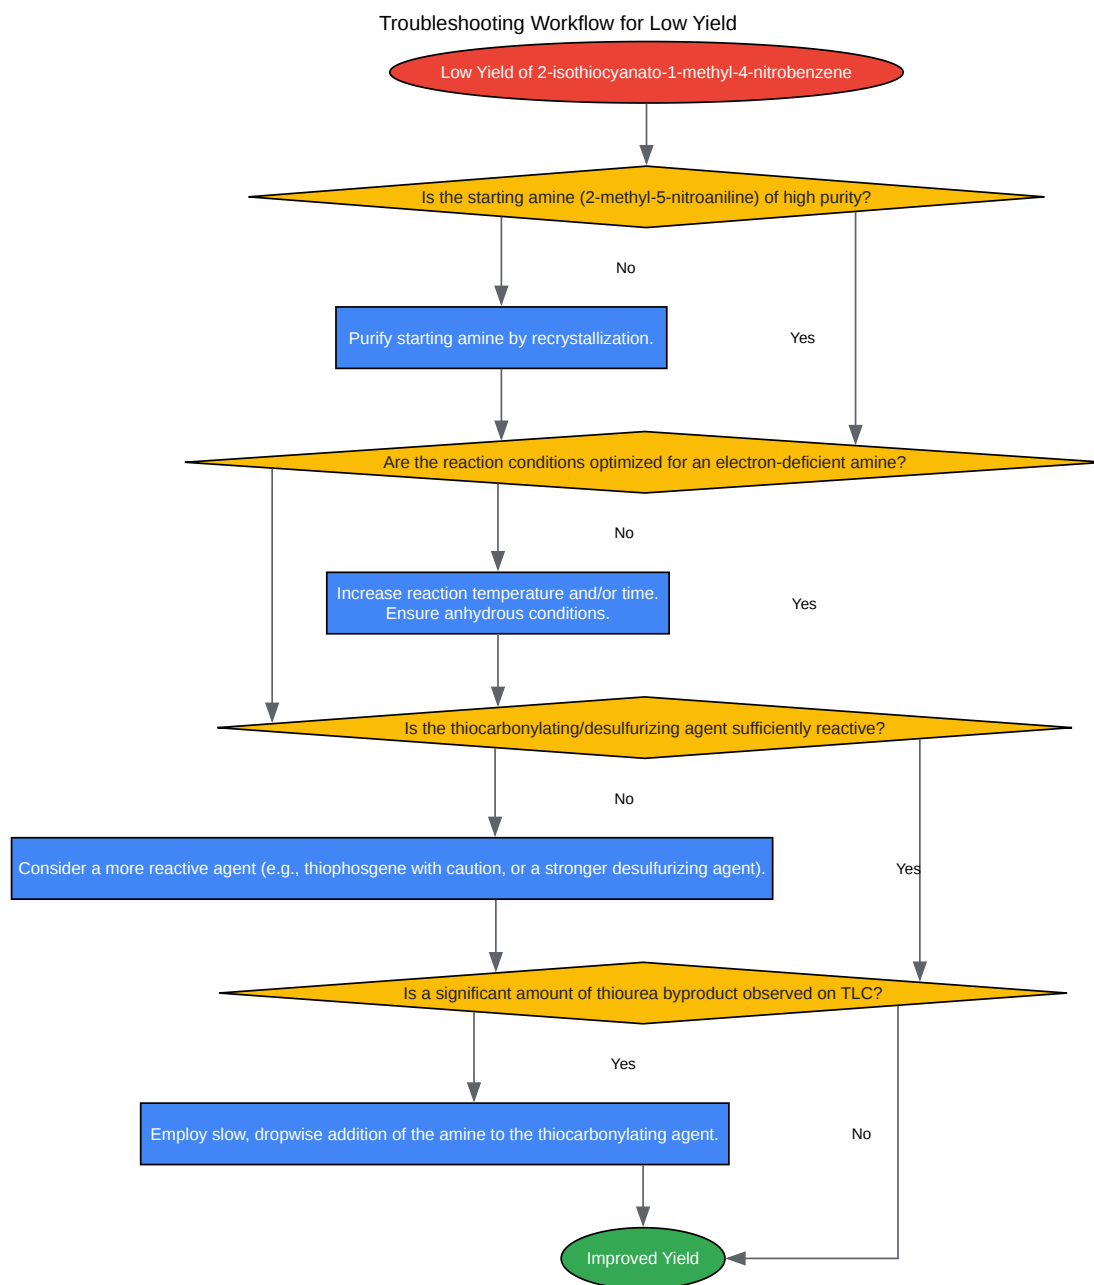 Troubleshooting Workflow for Low Yield
Low Yield of 2-isothiocyanato-1-methyl-4-nitrobenzene
Is the starting amine (2-methyl-5-nitroaniline) of high purity?
No
Purify starting amine by recrystallization.
Yes
Are the reaction conditions optimized for an electron-deficient amine?
No
Increase reaction temperature and/or time.
Ensure anhydrous conditions.
Yes
Is the thiocarbonylating/desulfurizing agent sufficiently reactive?
No
Consider a more reactive agent (e.g., thiophosgene with caution, or a stronger desulfurizing agent).
Yes
Is a significant amount of thiourea byproduct observed on TLC?
Yes
Employ slow, dropwise addition of the amine to the thiocarbonylating agent.
No
Improved Yield